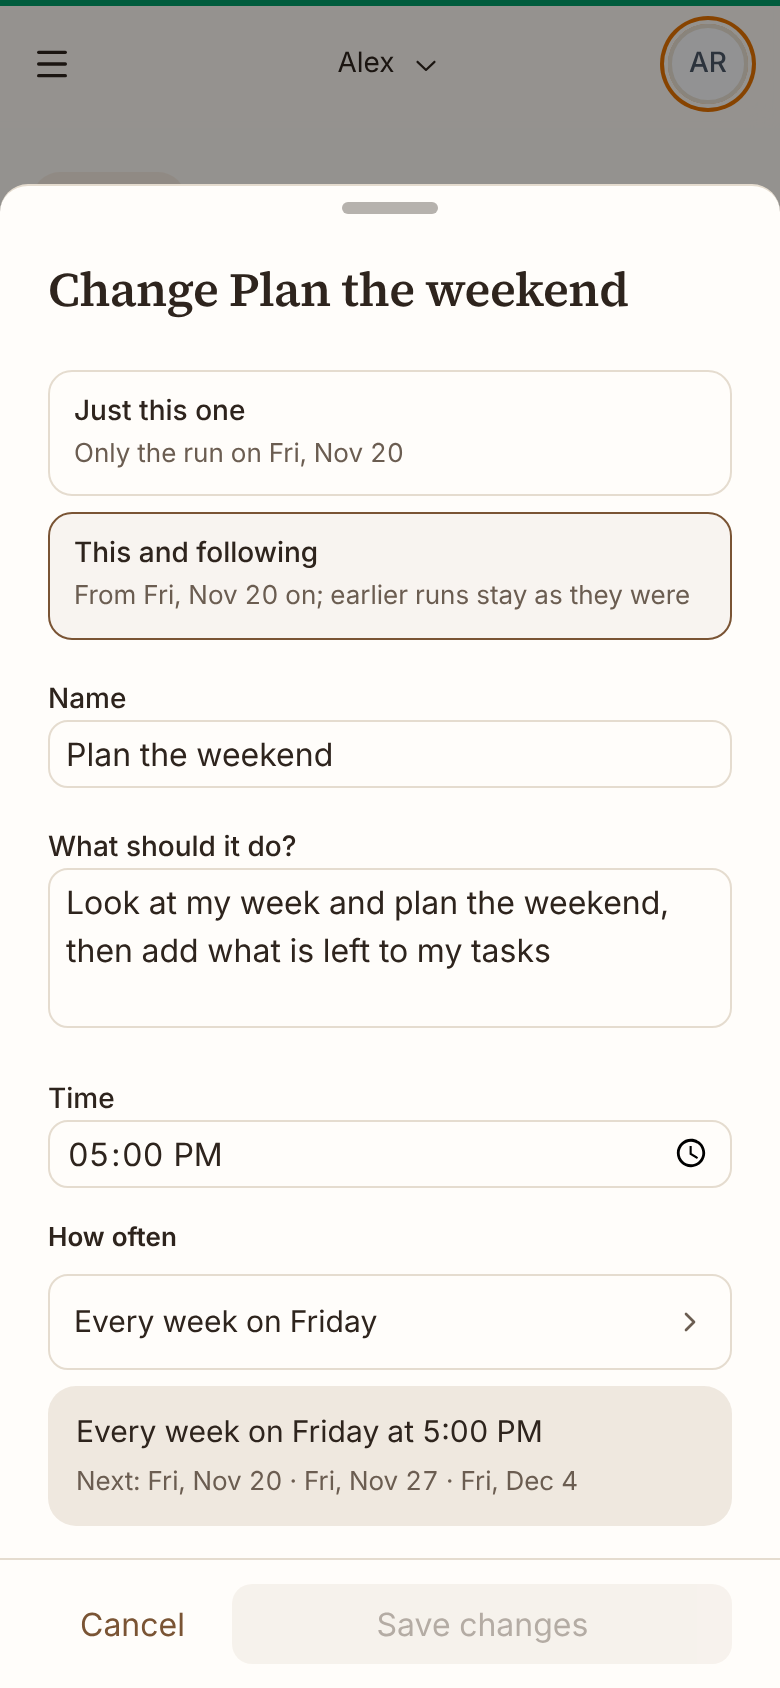 Alex
AR
Change Plan the weekend
Just this one
Only the run on Fri, Nov 20
This and following
From Fri, Nov 20 on; earlier runs stay as they were
Name
Plan the weekend
What should it do?
Look at my week and plan the weekend,
then add what is left to my tasks
Time
05:00 PM
How often
Every week on Friday
Every week on Friday at 5:00 PM
Next: Fri, Nov 20 · Fri, Nov 27 · Fri, Dec 4
Cancel
Save changes